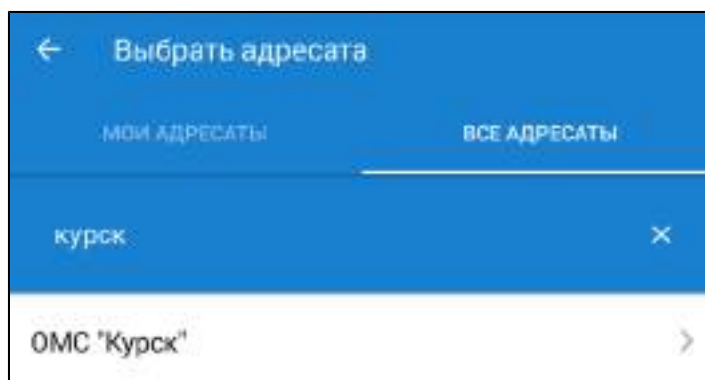 Выбрать адресата
МОИ АДРЕСАТЫ ВСЕ АДРЕСАТЫ
курск
ОМС "Курск"